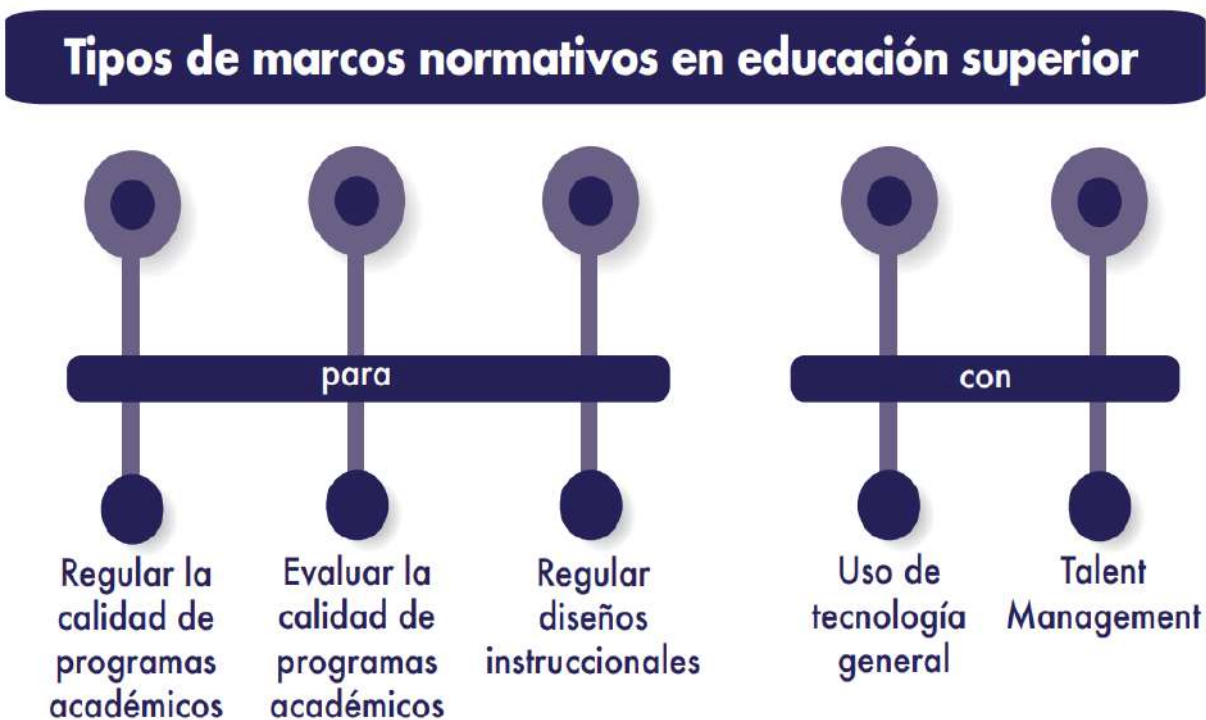 Tipos de marcos normativos en educación superior
para
con
Regular la
calidad de
programas
académicos
Evaluar la
calidad de
programas
académicos
Regular
diseños
instruccionales
Uso de
tecnología
general
Talent
Management